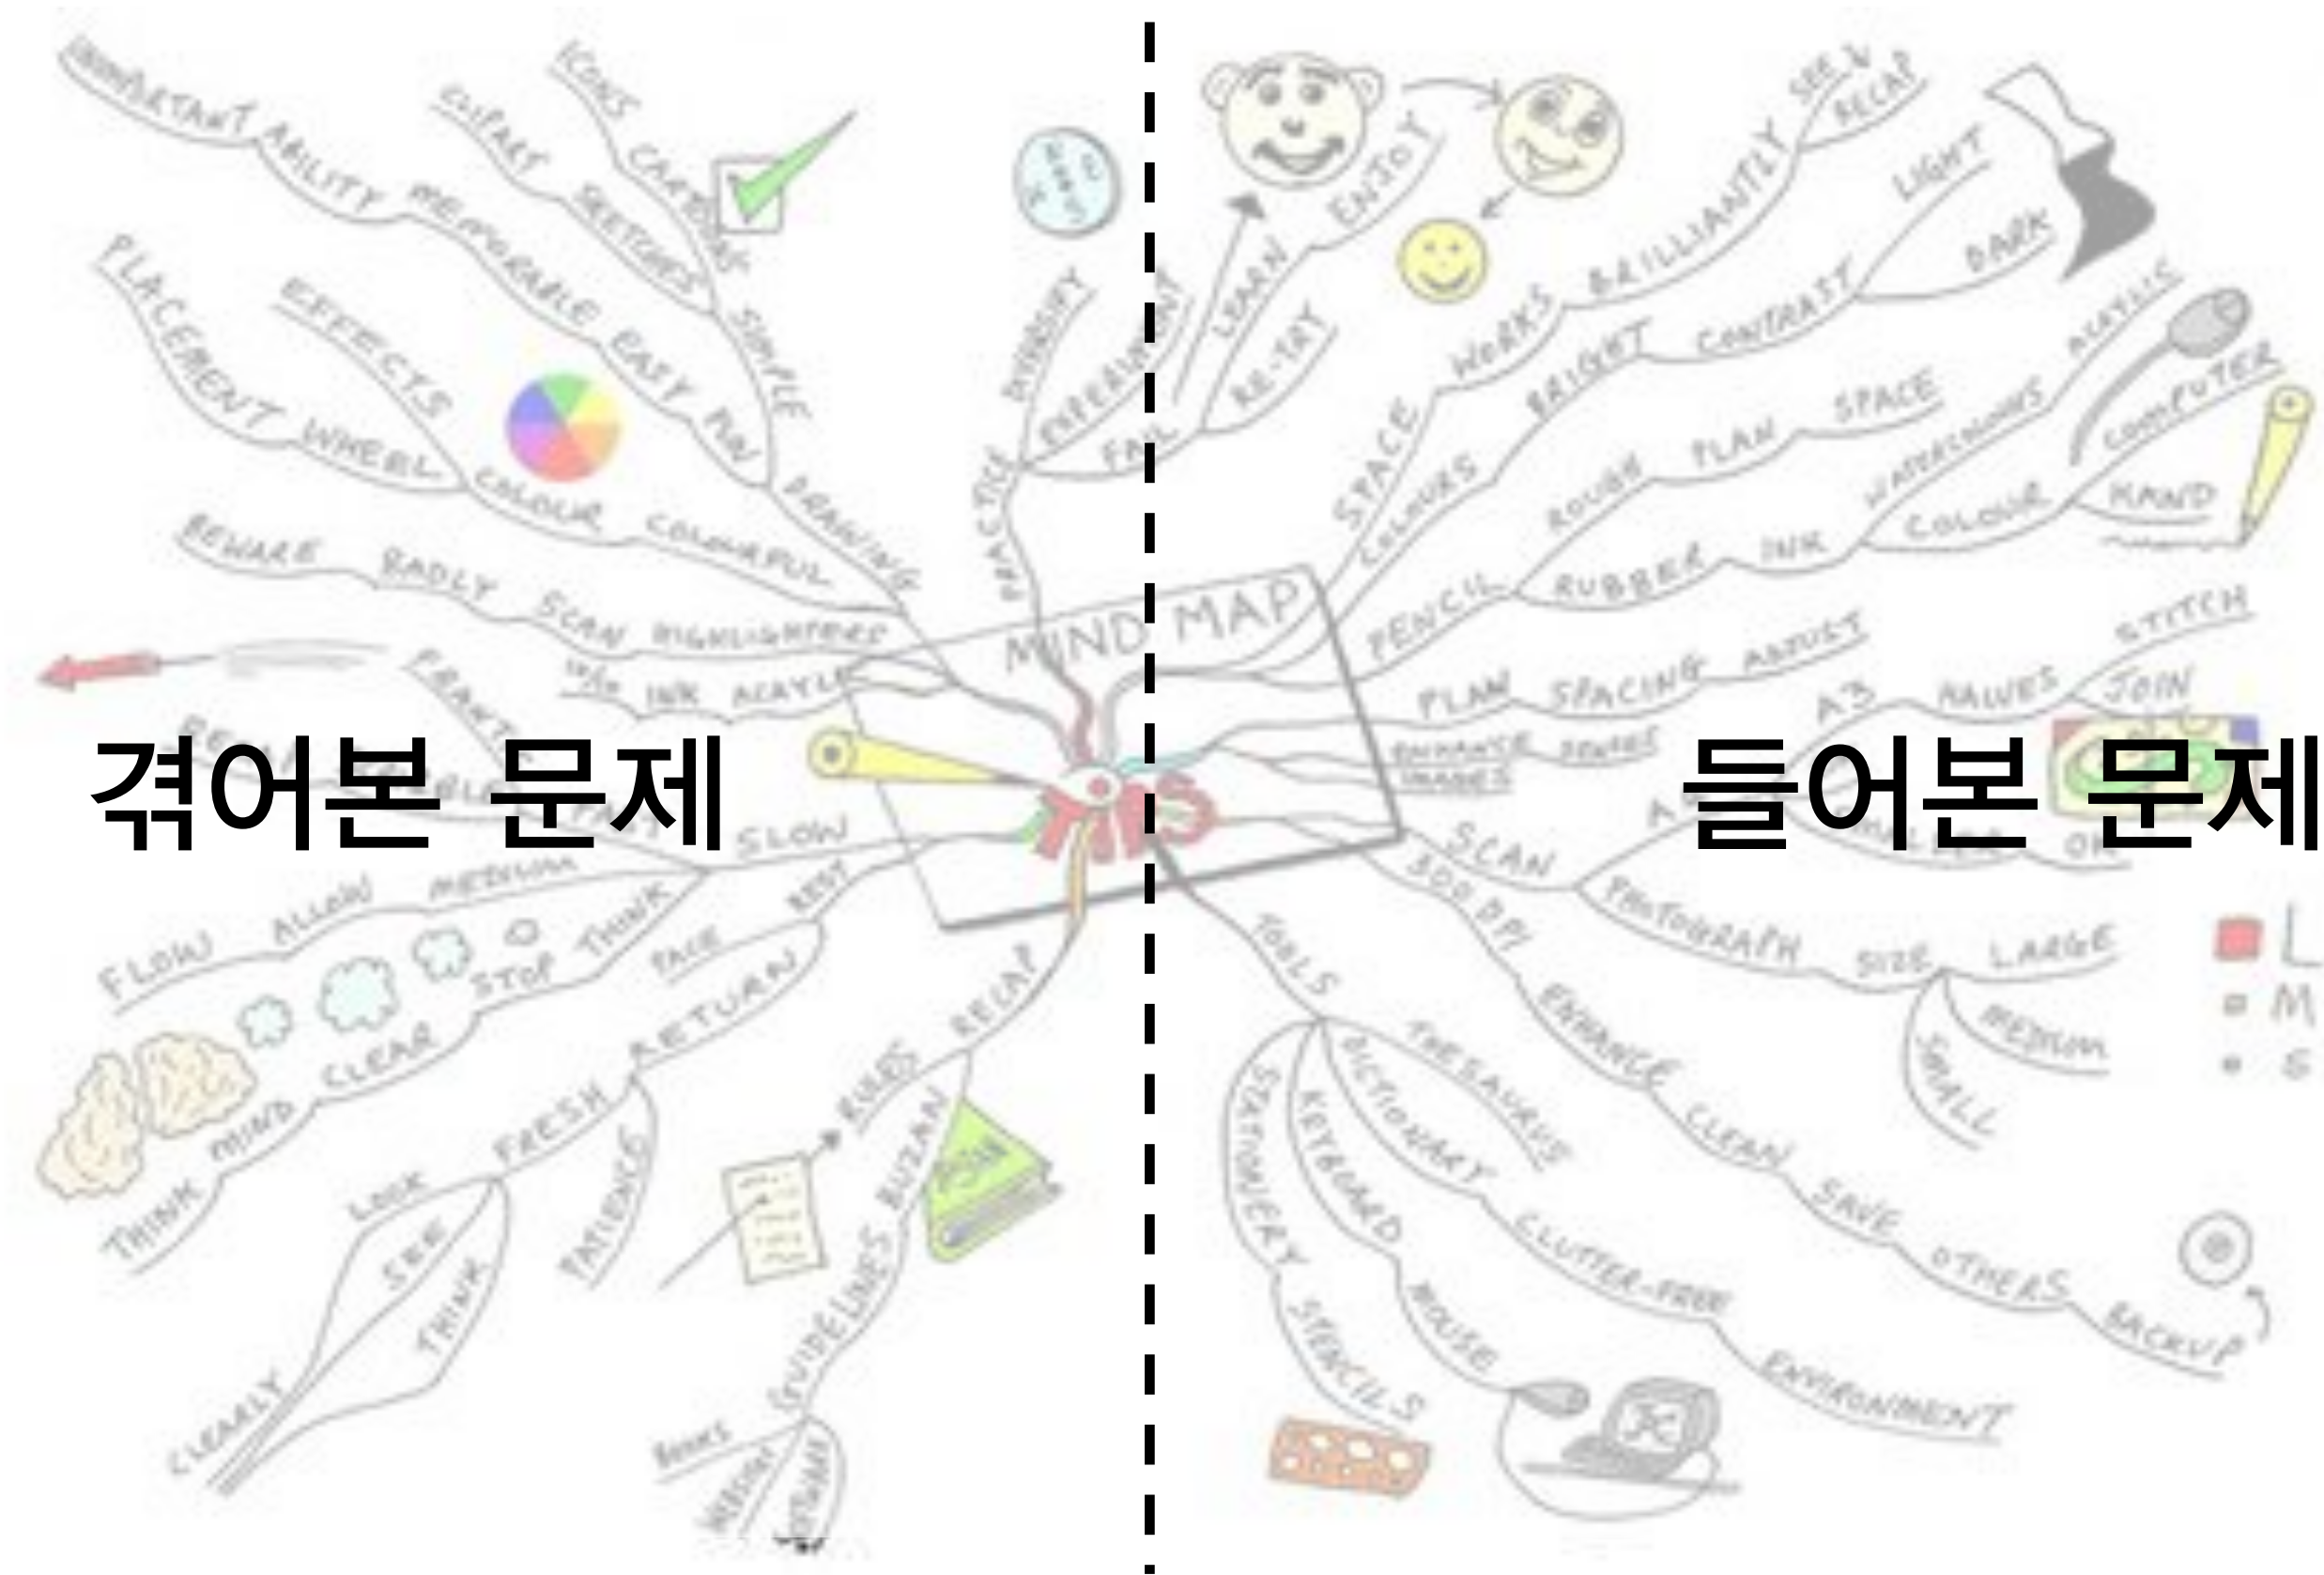 겪어본 문제
들어본 문제
MIND MAP
IMPORTANT ABILITY MEMORABLE EASY FUN
CLIPART SKETCHES
ICONS CARTOONS SIMPLE
DRAWING
PLACEMENT WHEEL
EFFECTS
COLOUR COLOURFUL
BEWARE BADLY SCAN HIGHLIGHTERS
INK
SLOW
FLOW ALLOW MEDIUM
THINK MIND CLEAR STOP THINK
REST
PACE
RETURN
FRESH
PATIENCE
LOOK
SEE
THINK
CLEARLY
RECAP
RULES
BUZAN
GUIDELINES
BOOKS
SOFTWARE
PRACTICE
DIVERSIFY
EXPERIMENT
FAIL
LEARN
ENJOY
RE-TRY
SPACE WORKS BRILLIANTLY
SEE &
RECAP
COLOURS BRIGHT CONTRAST
LIGHT
DARK
PENCIL
ROUGH PLAN SPACE
RUBBER INK
WATERCOLOURS
COLOUR
COMPUTER
HAND
PLAN SPACING ADJUST
ENHANCE SENSES
IMAGES
SCAN
A3 HALVES
STITCH
JOIN
PHOTOGRAPH SIZE
LARGE
MEDIUM
SMALL
L
M
S
300 DPI ENHANCE CLEAN SAVE OTHERS BACKUP
TOOLS
THESAURUS
DICTIONARY CLUTTER-FREE ENVIRONMENT
KEYBOARD MOUSE
STATIONERY STENCILS